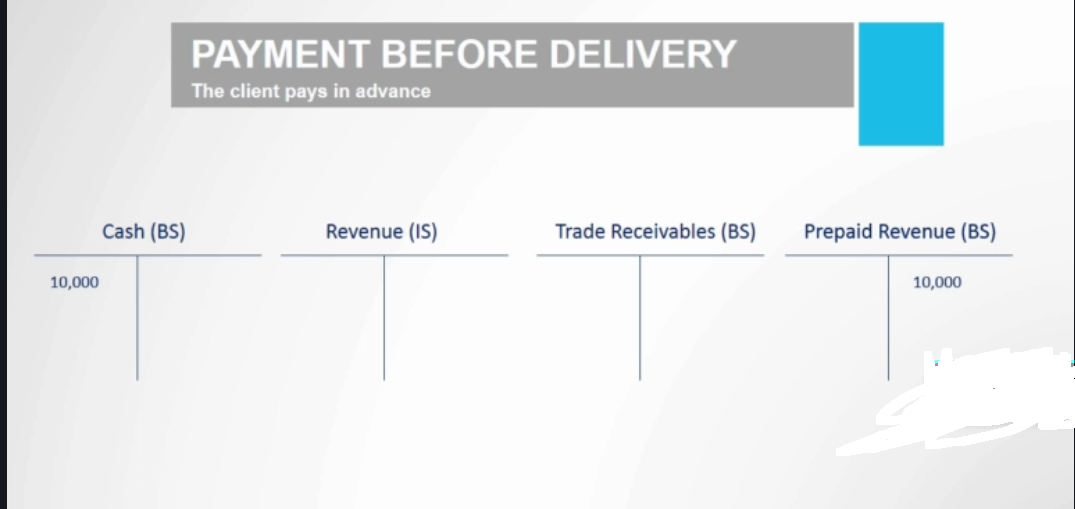 PAYMENT BEFORE DELIVERY
The client pays in advance
Cash (BS)
Revenue (IS)
Trade Receivables (BS)
Prepaid Revenue (BS)
10,000
10,000